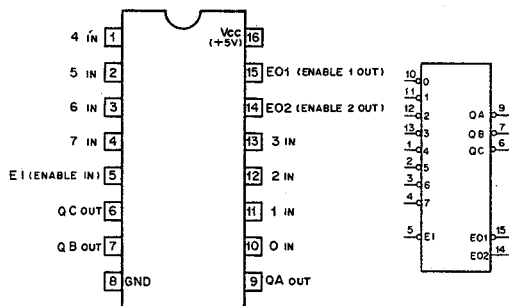 4 IN 1
5 IN 2
6 IN 3
7 IN 4
EI (ENABLE IN) 5
QC OUT 6
QB OUT 7
8 GND
Vcc 16
(+5V)
15 EO1 (ENABLE 1 OUT)
14 EO2 (ENABLE 2 OUT)
13 3 IN
12 2 IN
11 1 IN
10 0 IN
9 QA OUT
10 0
11 1
12 2
13 3
1 4
2 5
3 6
4 7
5 EI
QA 9
QB 7
QC 6
EO1 15
EO2 14